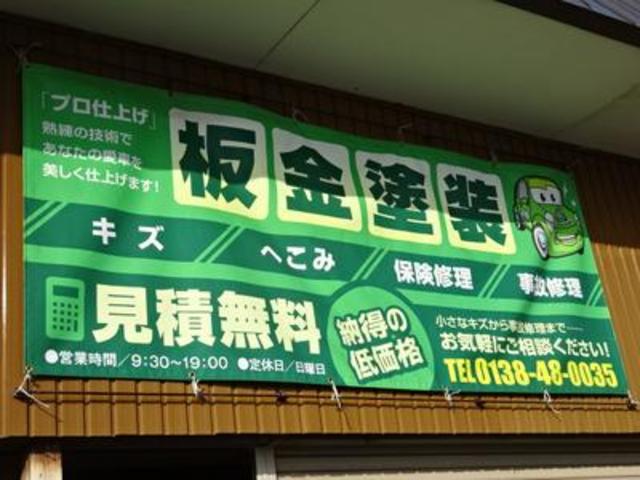 「プロ仕上げ」
熟練の技術で
あなたの愛車を
美しく仕上げます!
板金塗装
キズ
へこみ
保険修理
事故修理
見積無料
納得の
低価格
小さなキズから事故修理まで……
お気軽にご相談ください!
●営業時間/9:30～19:00 ●定休日/日曜日
TEL0138-48-0035